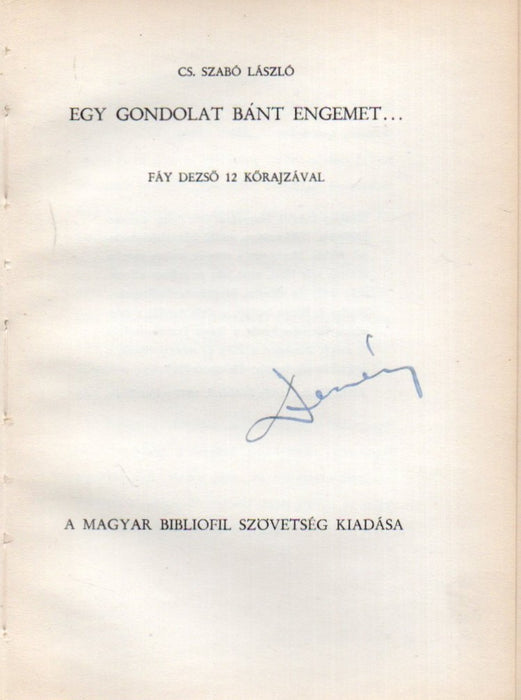 CS. SZABÓ LÁSZLÓ
EGY GONDOLAT BÁNT ENGEMET...
FÁY DEZSŐ 12 KŐRAJZÁVAL
A MAGYAR BIBLIOFIL SZÖVETSÉG KIADÁSA